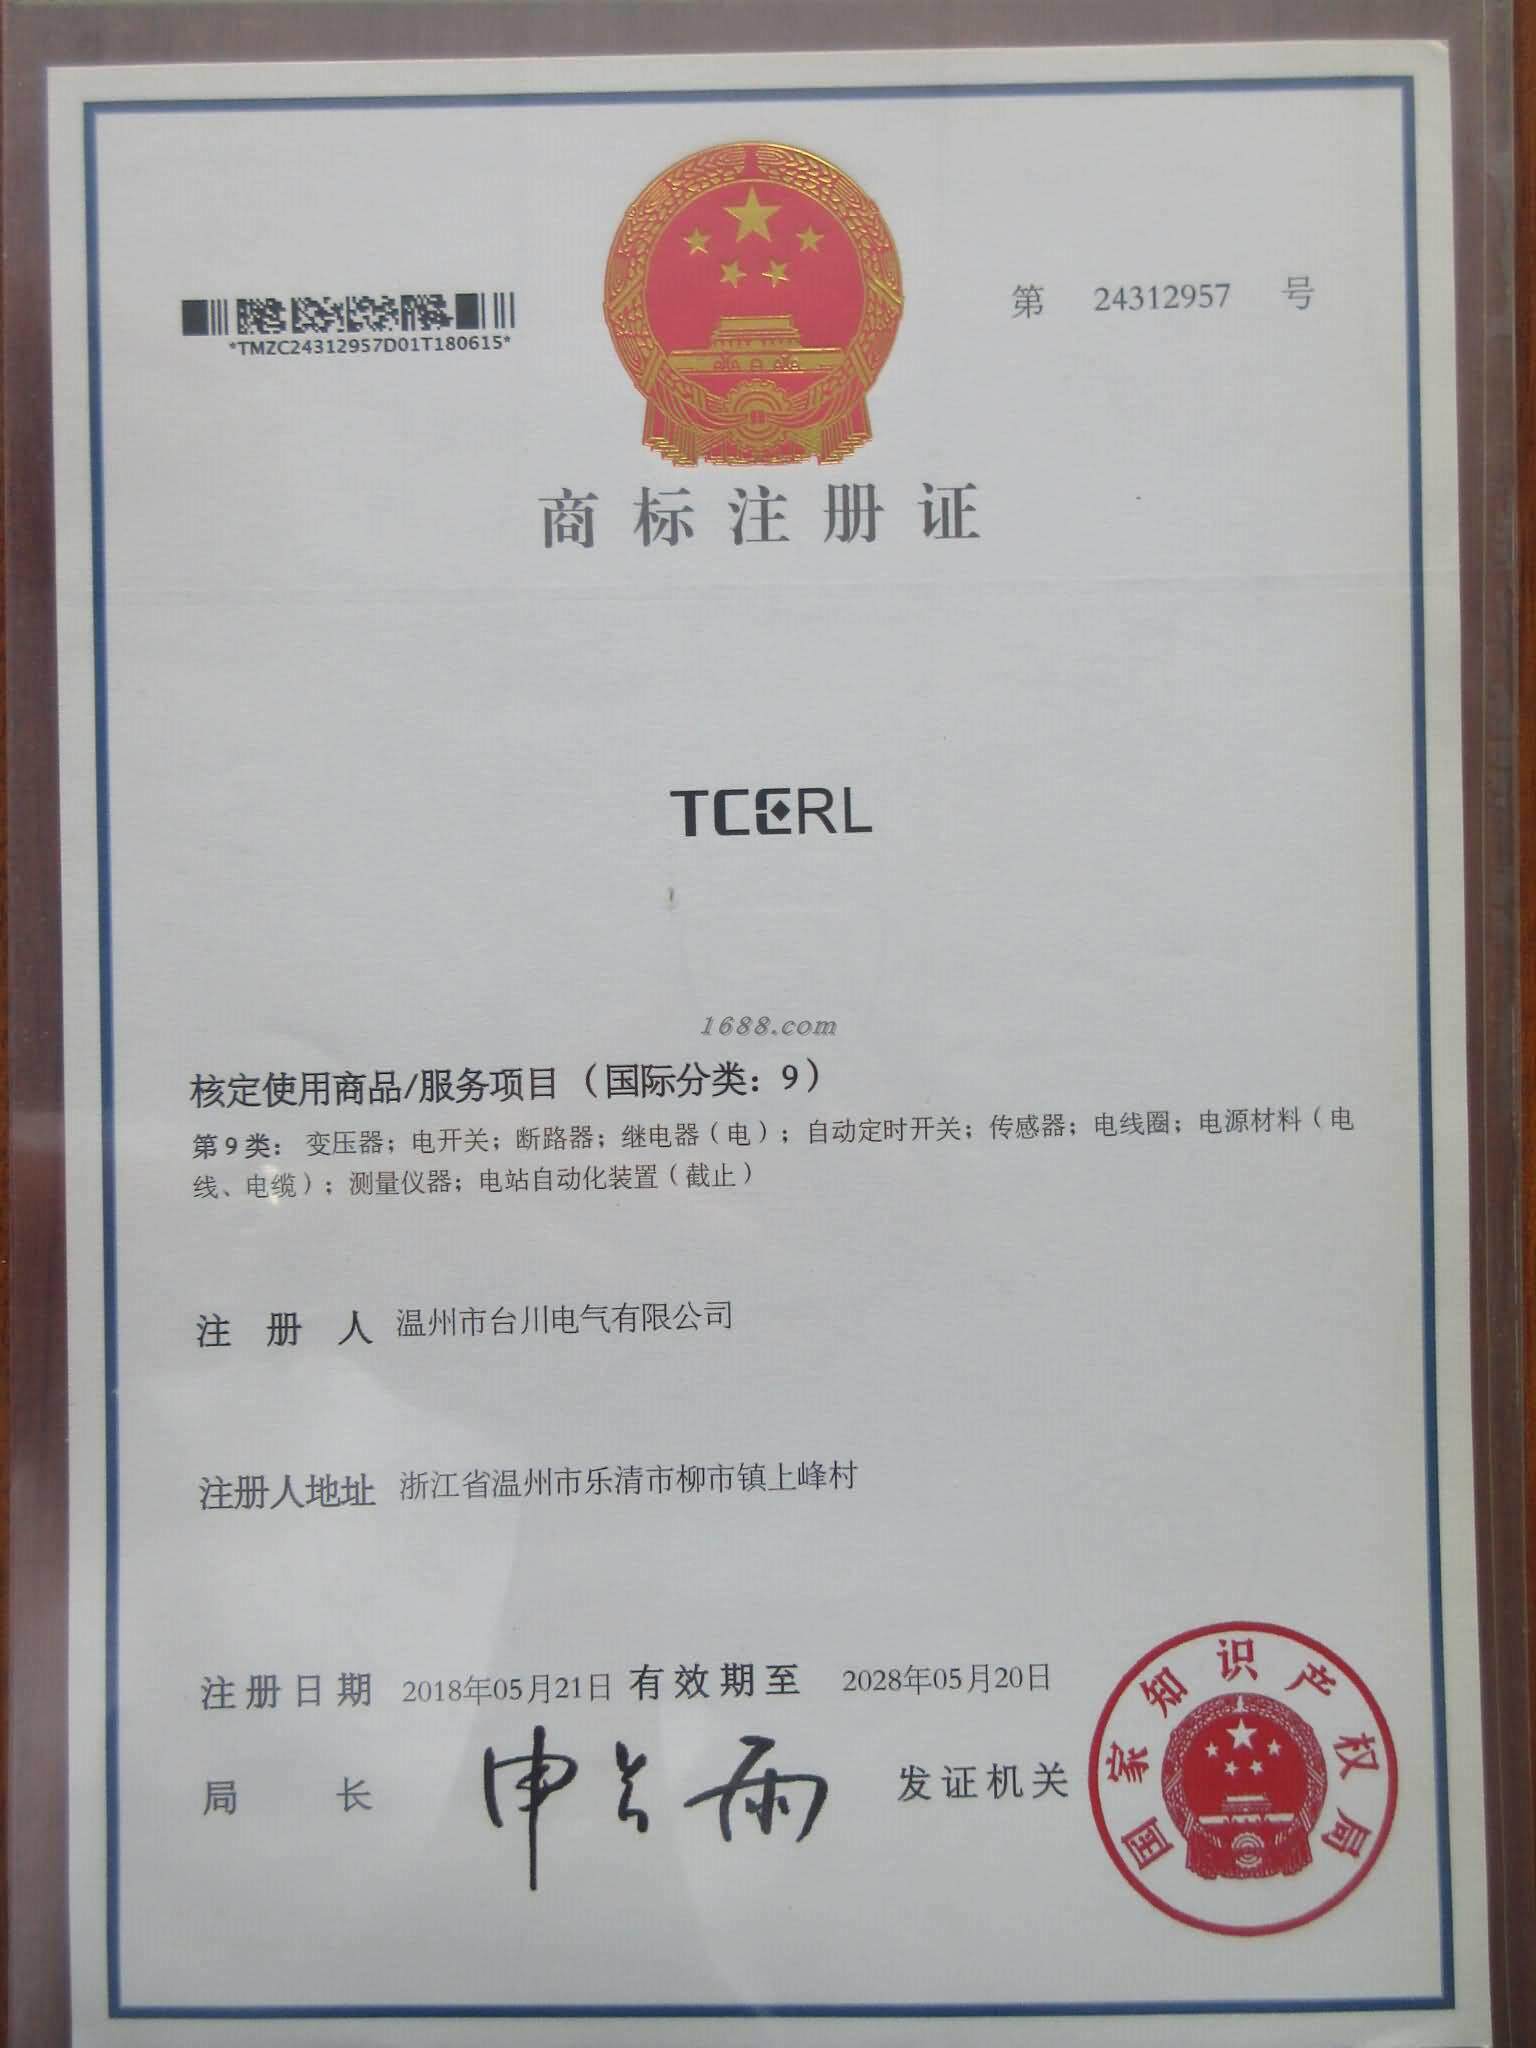 *TMZC24312957D01T180615*
第 24312957 号
商标注册证
TCERL
1688.com
核定使用商品/服务项目（国际分类：9）
第9类：变压器；电开关；断路器；继电器（电）；自动定时开关；传感器；电线圈；电源材料（电
线、电缆）；测量仪器；电站自动化装置（截止）
注册人 温州市台川电气有限公司
注册人地址 浙江省温州市乐清市柳市镇上峰村
注册日期 2018年05月21日 有效期至 2028年05月20日
局长 申长雨 发证机关
国家知识产权局